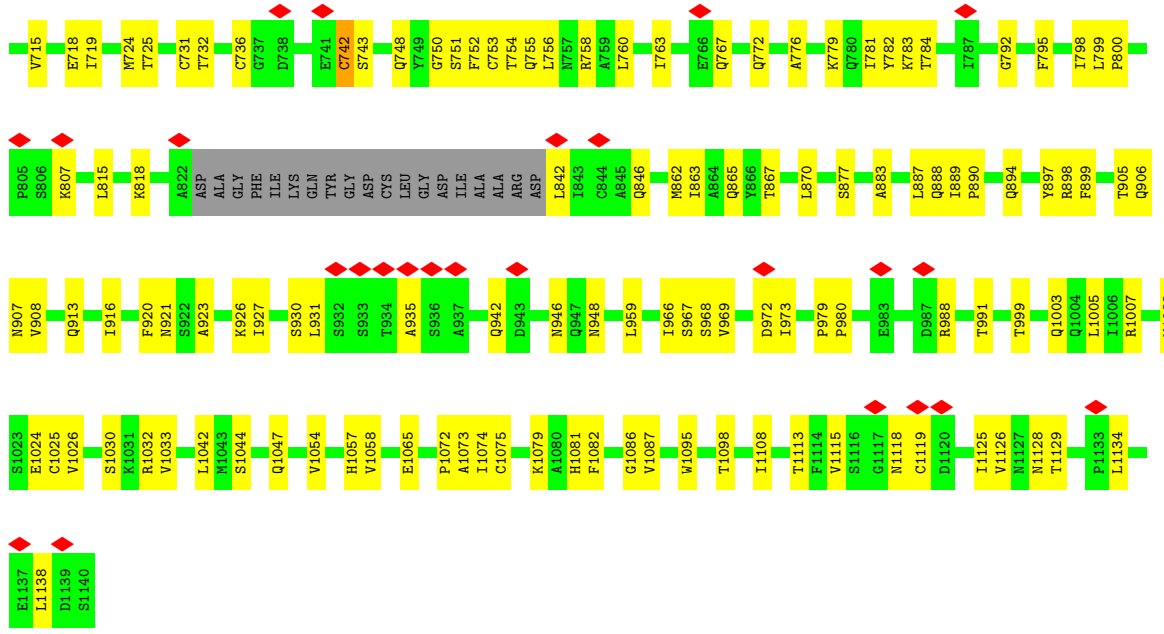 V715 E718 I719 M724 T725 C731 T732 C736 G737 D738 E741 C742 S743 Q748 Y749 G750 S751 F752 C753 T754 Q755 L756 N757 R758 A759 L760 I763 E766 Q767 Q772 A776 K779 Q780 I781 Y782 K783 T784 I787 G792 F795 I798 L799 P800
P805 S806 K807 L815 K818 A822 ASP ALA GLY PHE ILE LYS GLN TYR GLY ASP CYS LEU GLY ASP ILE ALA ALA ARG ASP L842 I843 C844 A845 Q846 M862 I863 A864 Q865 Y866 T867 L870 S877 A883 L887 Q888 I889 P890 Q894 Y897 R898 F899 T905 Q906
N907 V908 Q913 I916 F920 N921 S922 A923 K926 I927 S930 L931 S932 S933 T934 A935 S936 A937 Q942 D943 N946 Q947 N948 L959 I966 S967 S968 V969 D972 I973 P979 P980 E983 D987 R988 T991 T999 Q1003 Q1004 L1005 I1006 R1007
S1023 E1024 C1025 V1026 S1030 K1031 R1032 V1033 L1042 M1043 S1044 Q1047 V1054 H1057 V1058 E1065 P1072 A1073 I1074 C1075 K1079 A1080 H1081 F1082 G1086 V1087 W1095 T1098 I1108 T1113 F1114 V1115 S1116 G1117 N1118 C1119 D1120 I1125 V1126 N1127 N1128 T1129 P1133 L1134
E1137 L1138 D1139 S1140